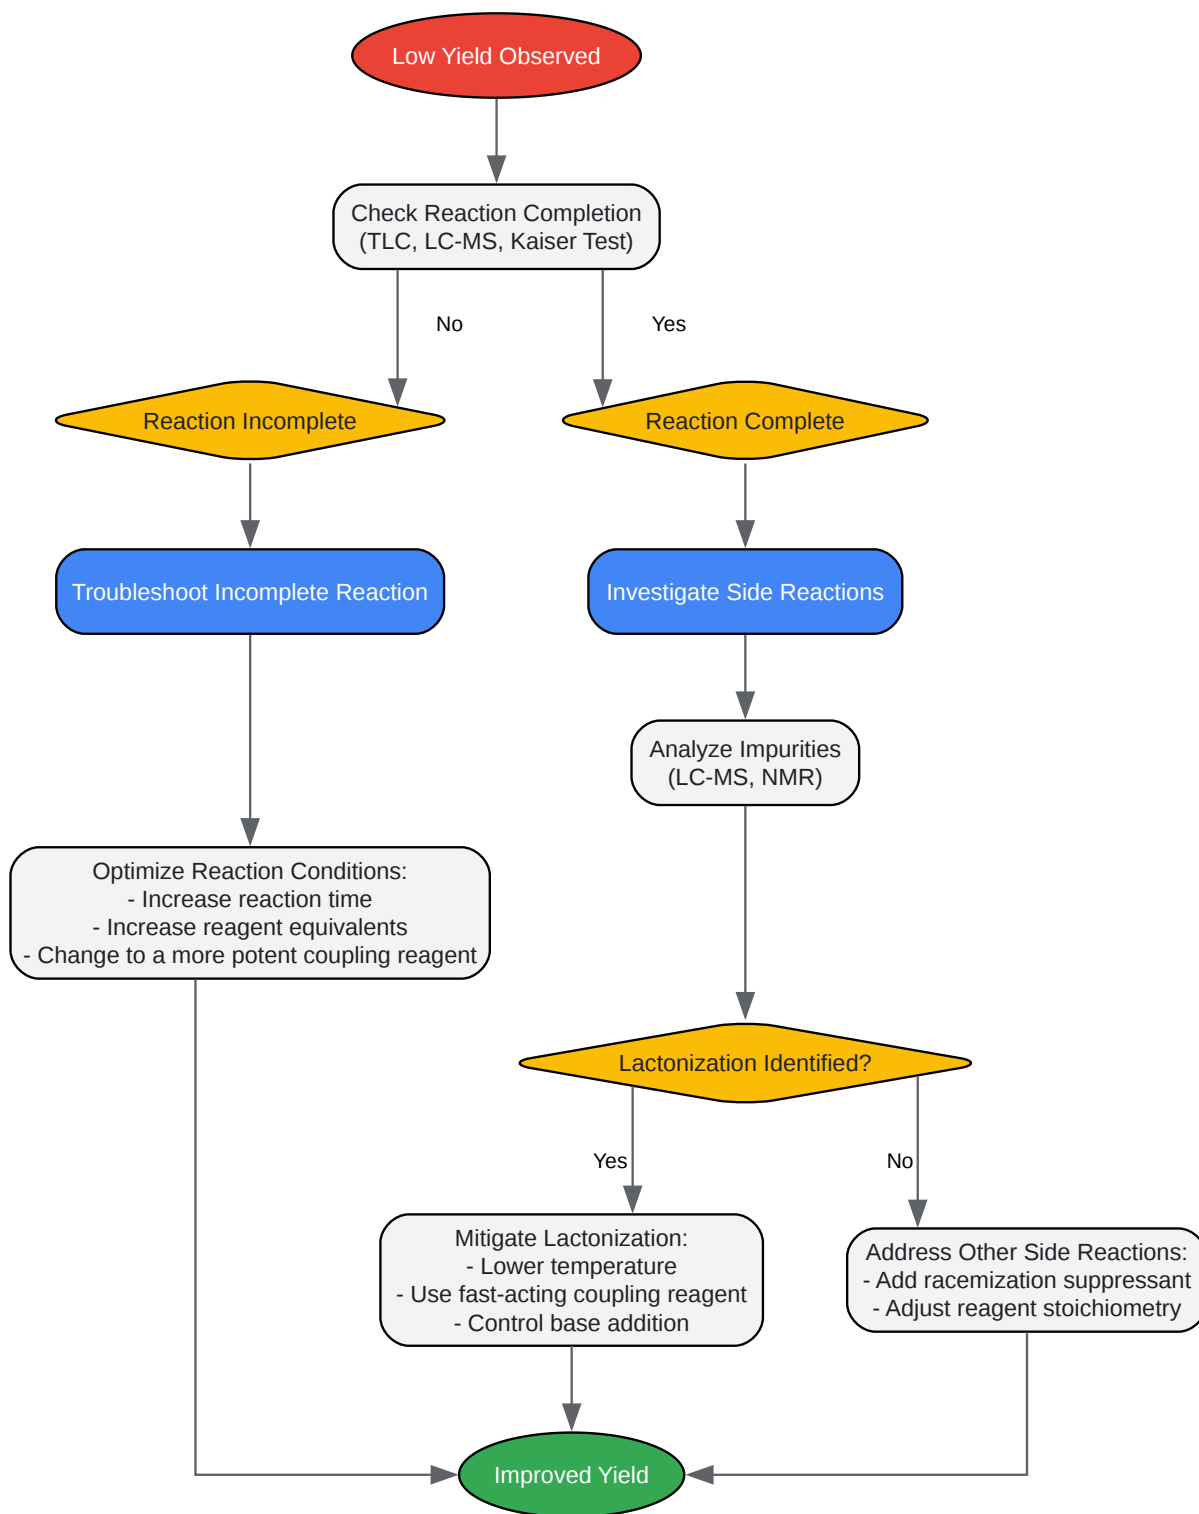 Low Yield Observed
Check Reaction Completion
(TLC, LC-MS, Kaiser Test)
No
Yes
Reaction Incomplete
Reaction Complete
Troubleshoot Incomplete Reaction
Investigate Side Reactions
Analyze Impurities
(LC-MS, NMR)
Optimize Reaction Conditions:
- Increase reaction time
- Increase reagent equivalents
- Change to a more potent coupling reagent
Lactonization Identified?
Yes
No
Mitigate Lactonization:
- Lower temperature
- Use fast-acting coupling reagent
- Control base addition
Address Other Side Reactions:
- Add racemization suppressant
- Adjust reagent stoichiometry
Improved Yield